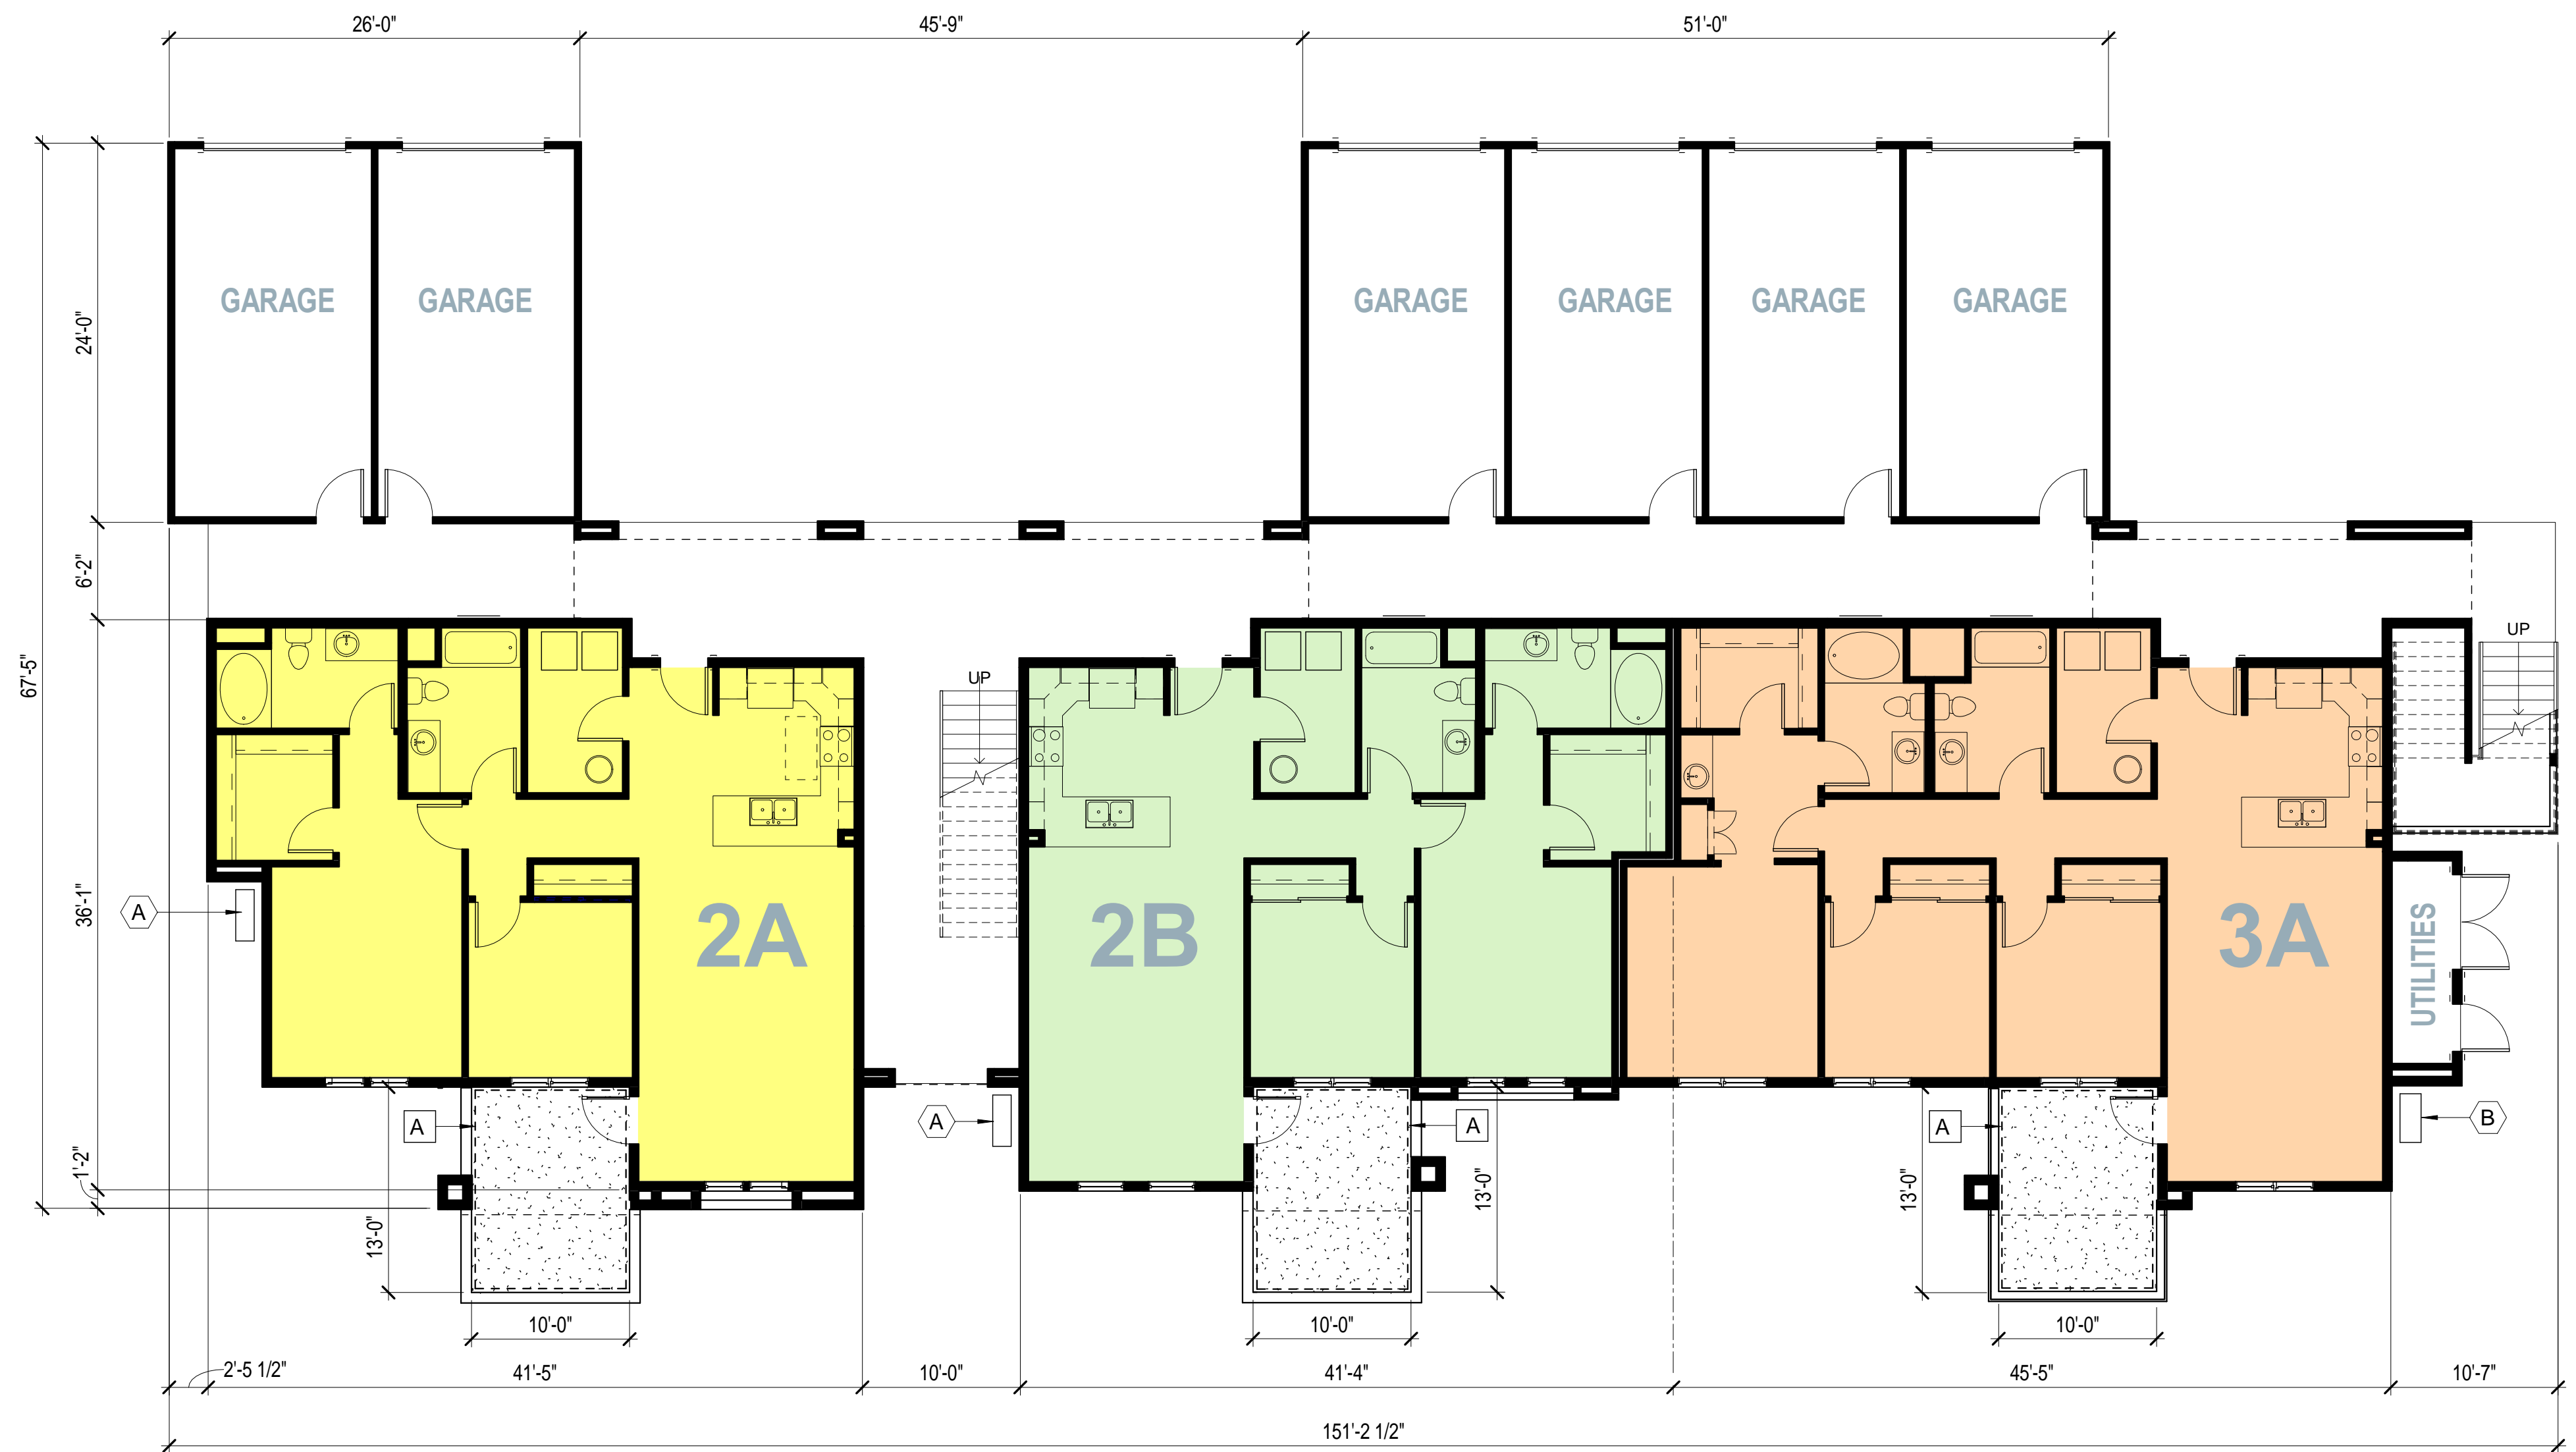 26'-0"
45'-9"
51'-0"
GARAGE
GARAGE
GARAGE
GARAGE
GARAGE
GARAGE
24'-0"
6'-2"
67'-5"
36'-1"
1'-2"
UP
UP
2A
2B
3A
UTILITIES
A
A
B
A
A
A
13'-0"
13'-0"
13'-0"
10'-0"
10'-0"
10'-0"
2'-5 1/2"
41'-5"
10'-0"
41'-4"
45'-5"
10'-7"
151'-2 1/2"